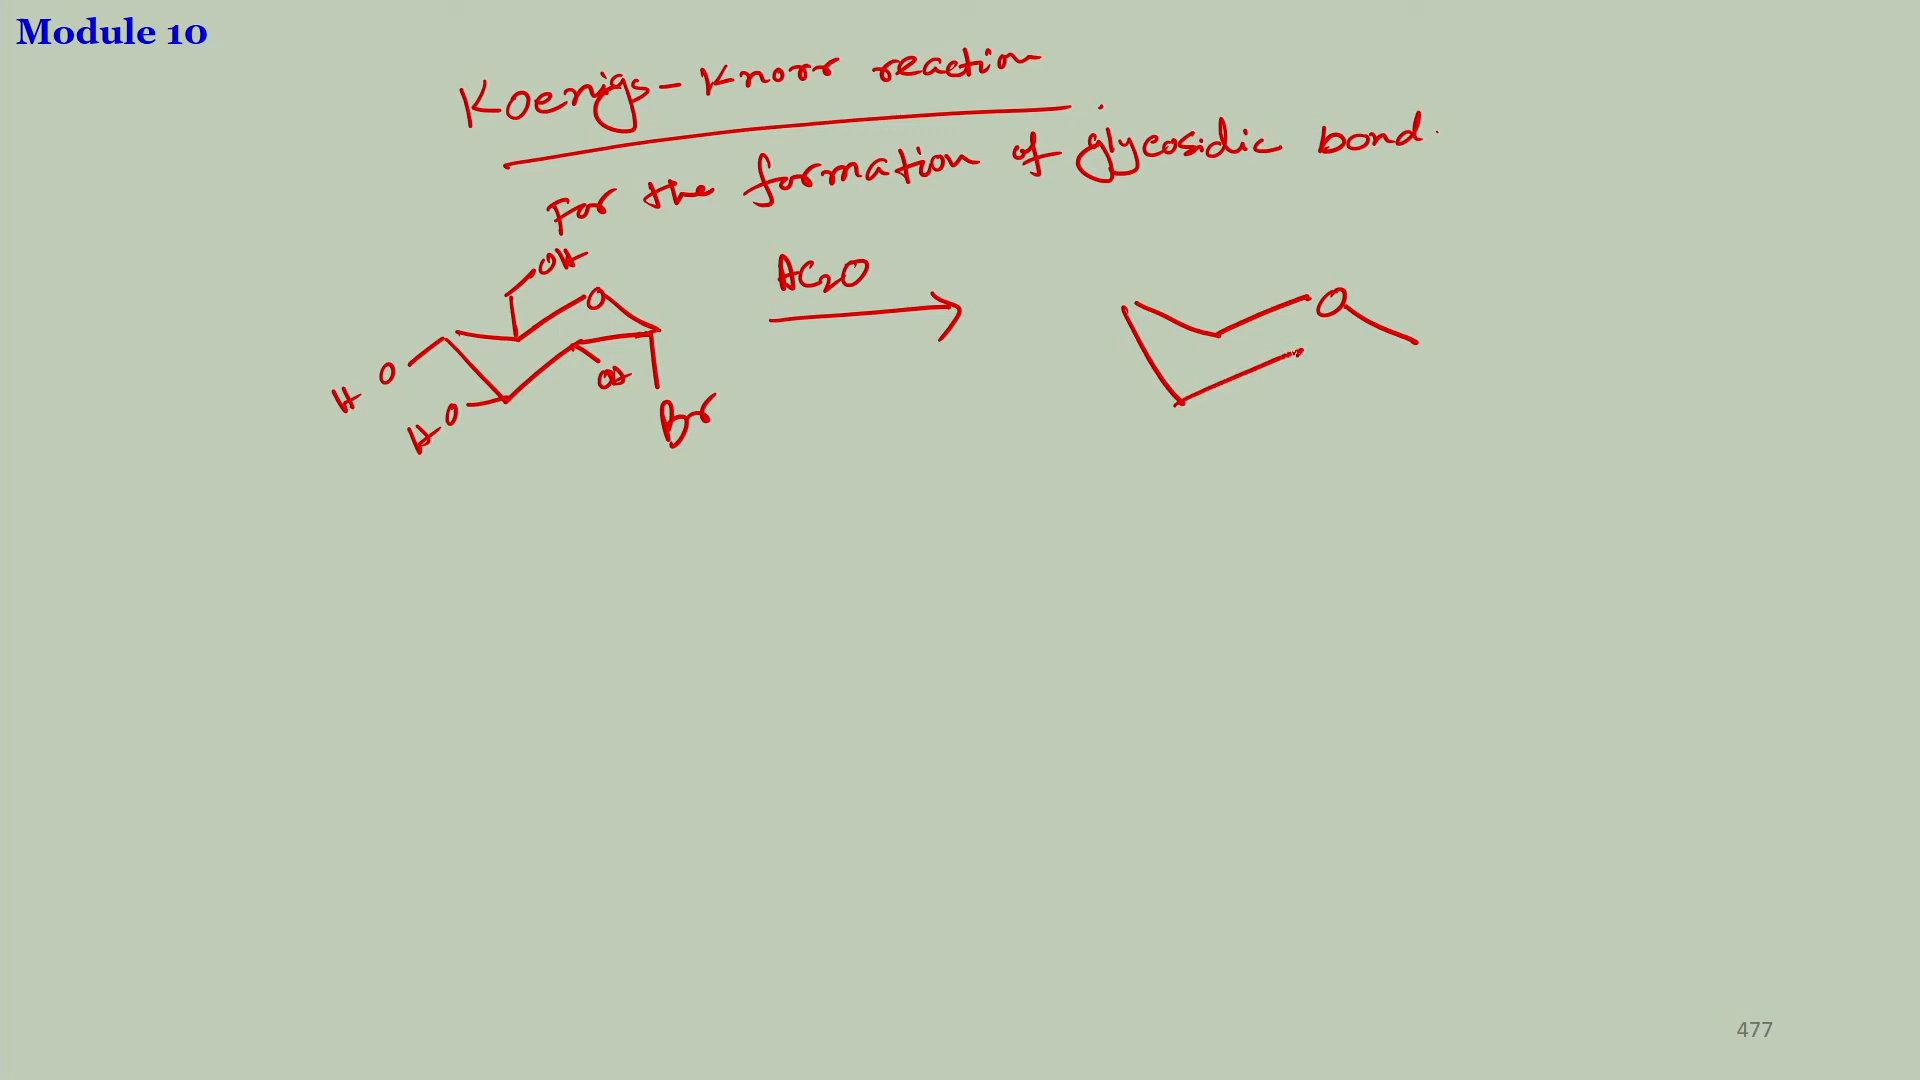 Module 10
Koenigs-Knorr reaction
For the formation of glycosidic bond.
OH
O
Ac2O
O
HO
HO
OH
Br
477